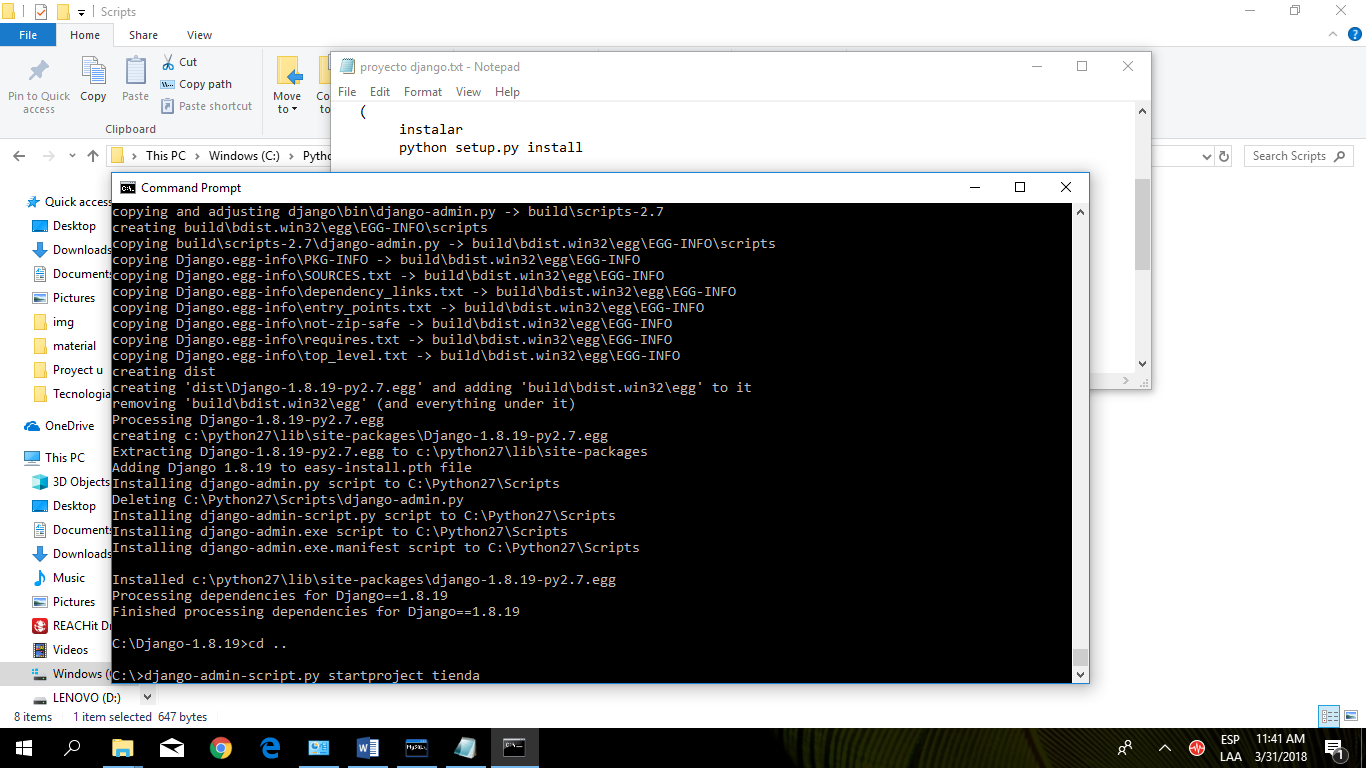 Scripts
File
Home
Share
View
Pin to Quick access
Copy
Paste
Cut
Copy path
Paste shortcut
Clipboard
Move to
Co
to
This PC
Windows (C:)
Pytho
Search Scripts
proyecto django.txt - Notepad
File
Edit
Format
View
Help
(
instalar
python setup.py install
Quick access
Desktop
Downloads
Documents
Pictures
img
material
Proyect u
Tecnologia
OneDrive
This PC
3D Objects
Desktop
Documents
Downloads
Music
Pictures
REACHit Dr
Videos
Windows (
LENOVO (D:)
Command Prompt
copying and adjusting django\bin\django-admin.py -> build\scripts-2.7
creating build\bdist.win32\egg\EGG-INFO\scripts
copying build\scripts-2.7\django-admin.py -> build\bdist.win32\egg\EGG-INFO\scripts
copying Django.egg-info\PKG-INFO -> build\bdist.win32\egg\EGG-INFO
copying Django.egg-info\SOURCES.txt -> build\bdist.win32\egg\EGG-INFO
copying Django.egg-info\dependency_links.txt -> build\bdist.win32\egg\EGG-INFO
copying Django.egg-info\entry_points.txt -> build\bdist.win32\egg\EGG-INFO
copying Django.egg-info\not-zip-safe -> build\bdist.win32\egg\EGG-INFO
copying Django.egg-info\requires.txt -> build\bdist.win32\egg\EGG-INFO
copying Django.egg-info\top_level.txt -> build\bdist.win32\egg\EGG-INFO
creating dist
creating 'dist\Django-1.8.19-py2.7.egg' and adding 'build\bdist.win32\egg' to it
removing 'build\bdist.win32\egg' (and everything under it)
Processing Django-1.8.19-py2.7.egg
creating c:\python27\lib\site-packages\Django-1.8.19-py2.7.egg
Extracting Django-1.8.19-py2.7.egg to c:\python27\lib\site-packages
Adding Django 1.8.19 to easy-install.pth file
Installing django-admin.py script to C:\Python27\Scripts
Deleting C:\Python27\Scripts\django-admin.py
Installing django-admin-script.py script to C:\Python27\Scripts
Installing django-admin.exe script to C:\Python27\Scripts
Installing django-admin.exe.manifest script to C:\Python27\Scripts
Installed c:\python27\lib\site-packages\django-1.8.19-py2.7.egg
Processing dependencies for Django==1.8.19
Finished processing dependencies for Django==1.8.19
C:\Django-1.8.19>cd ..
C:\>django-admin-script.py startproject tienda
8 items
1 item selected 647 bytes
ESP
LAA
11:41 AM
3/31/2018
1